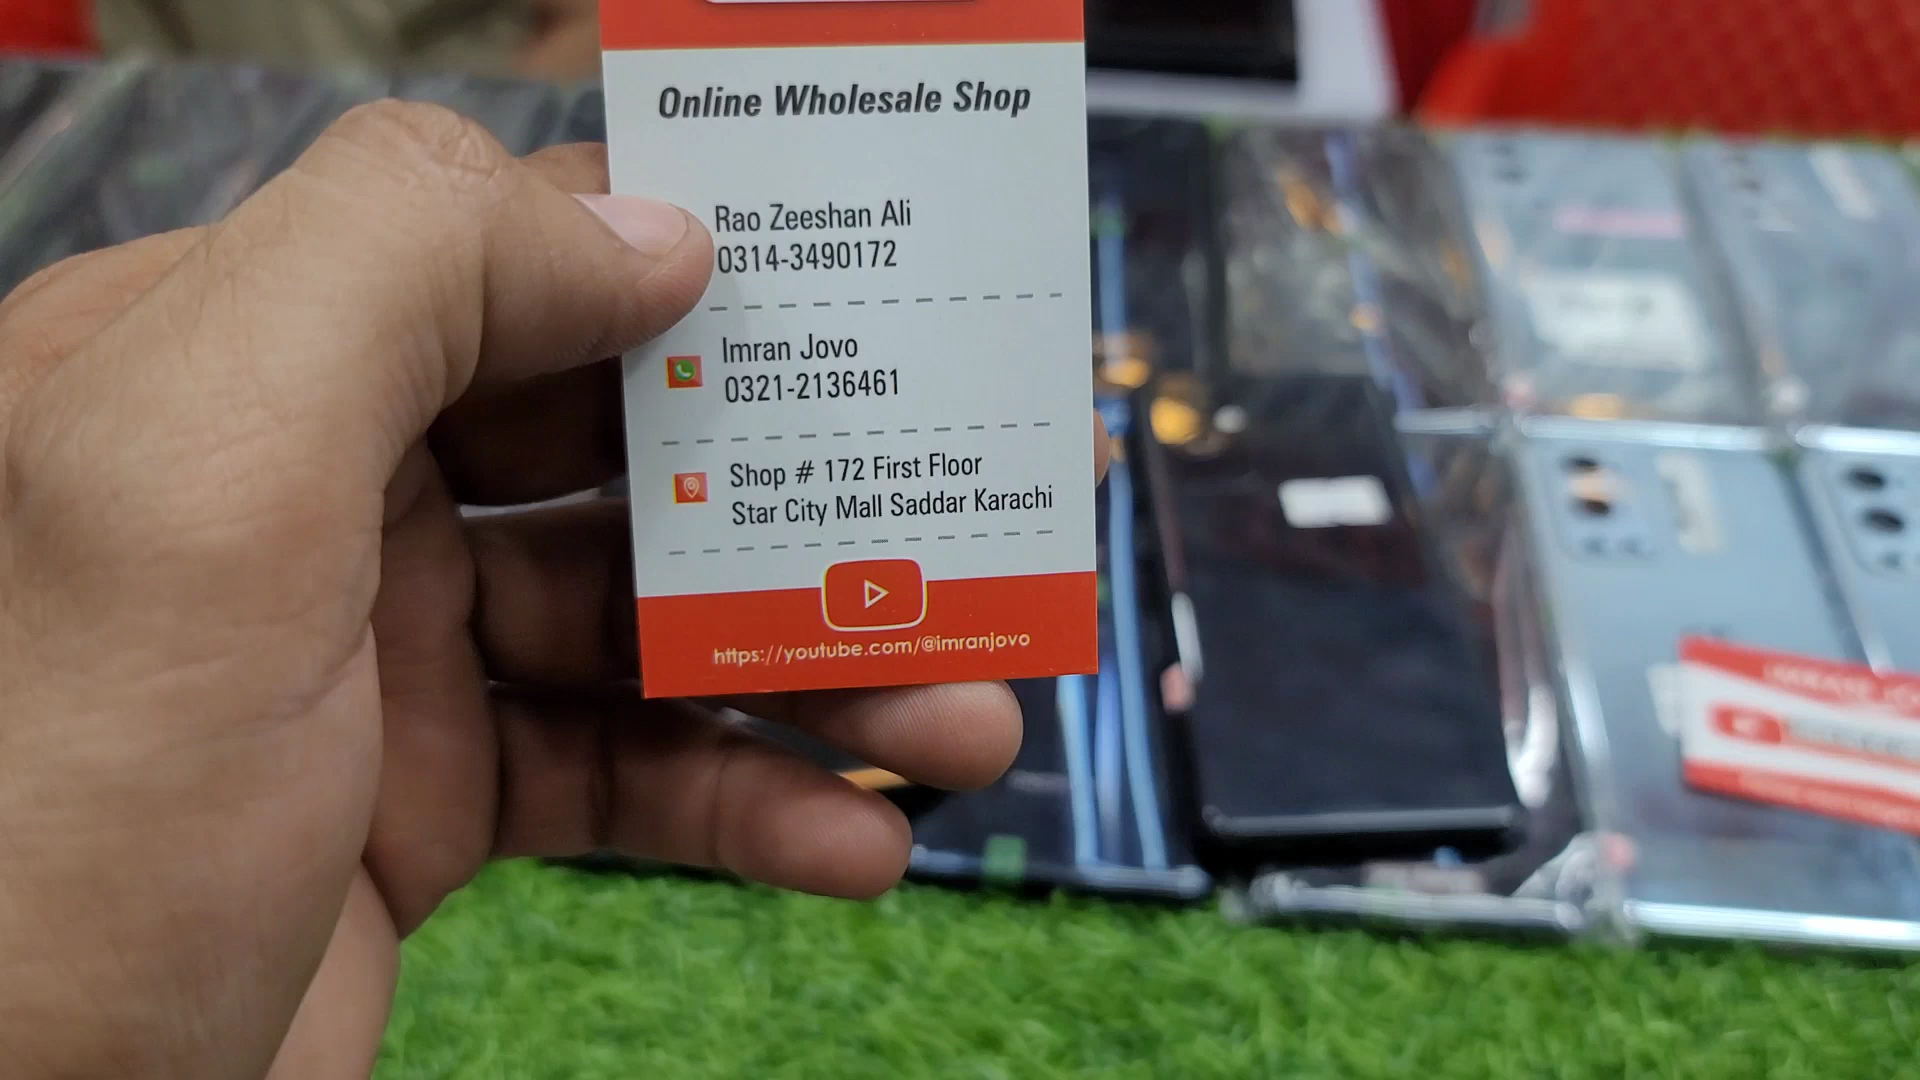 Online Wholesale Shop
Rao Zeeshan Ali
0314-3490172
Imran Jovo
0321-2136461
Shop # 172 First Floor
Star City Mall Saddar Karachi
https://youtube.com/@imranjovo